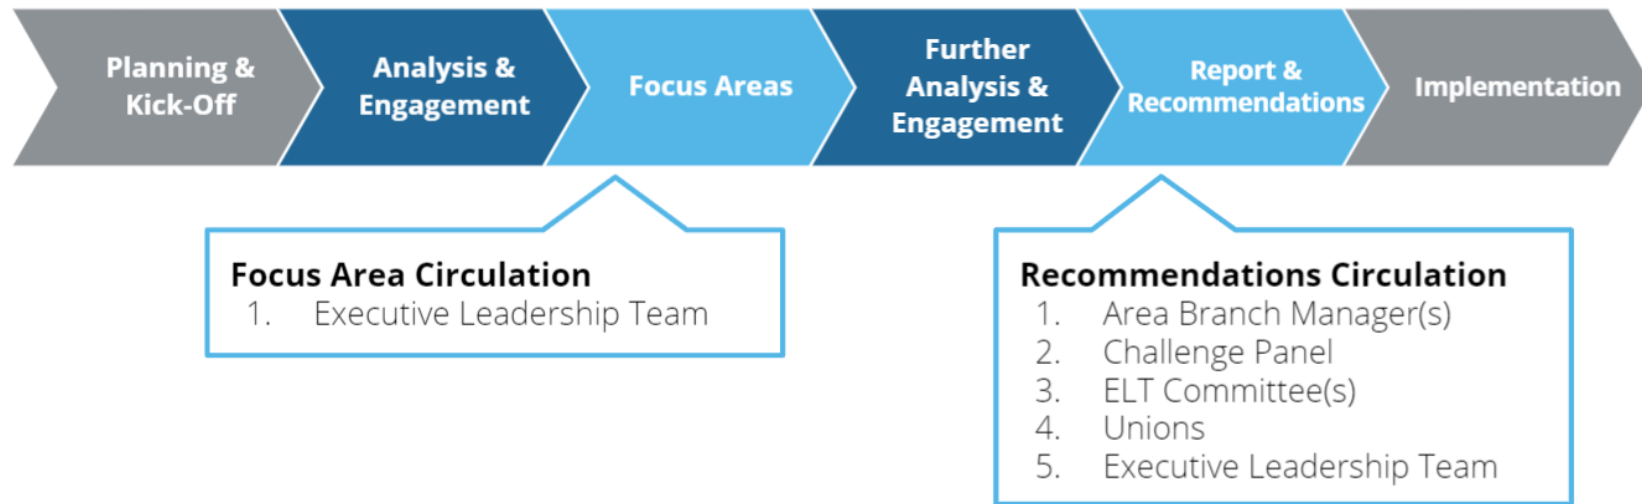 Planning &
Kick-Off
Analysis &
Engagement
Focus Areas
Further
Analysis &
Engagement
Report &
Recommendations
Implementation
Focus Area Circulation
1. Executive Leadership Team
Recommendations Circulation
1. Area Branch Manager(s)
2. Challenge Panel
3. ELT Committee(s)
4. Unions
5. Executive Leadership Team